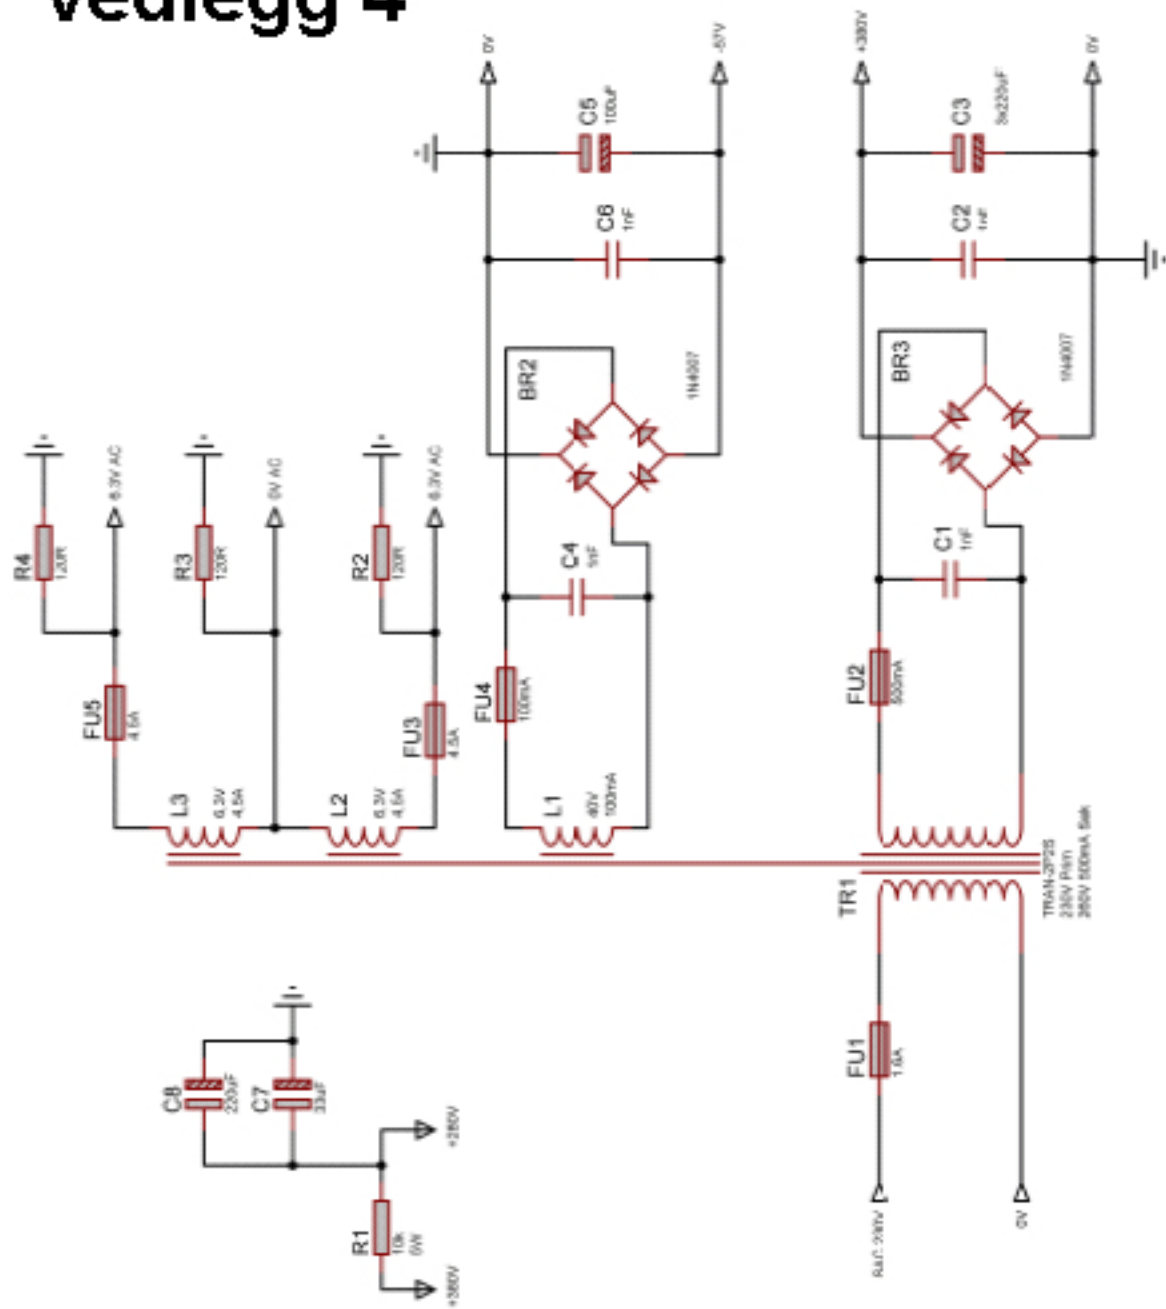 Vedlegg 4
0V
-57V
+380V
0V
C5
100uF
C3
3x220uF
C6
1nF
C2
1nF
BR2
1N4007
BR3
1N4007
R4
120R
6.3V AC
R3
120R
0V AC
R2
120R
6.3V AC
C4
1nF
C1
1nF
FU5
4.5A
FU3
4.5A
FU4
100mA
FU2
500mA
L3
6.3V
4.5A
L2
6.3V
4.5A
L1
40V
100mA
TR1
TRAN-2P2S
230V Prim
260V 500mA Sek
C8
220uF
C7
33uF
+280V
R1
10k
+380V
FU1
1.6A
0V